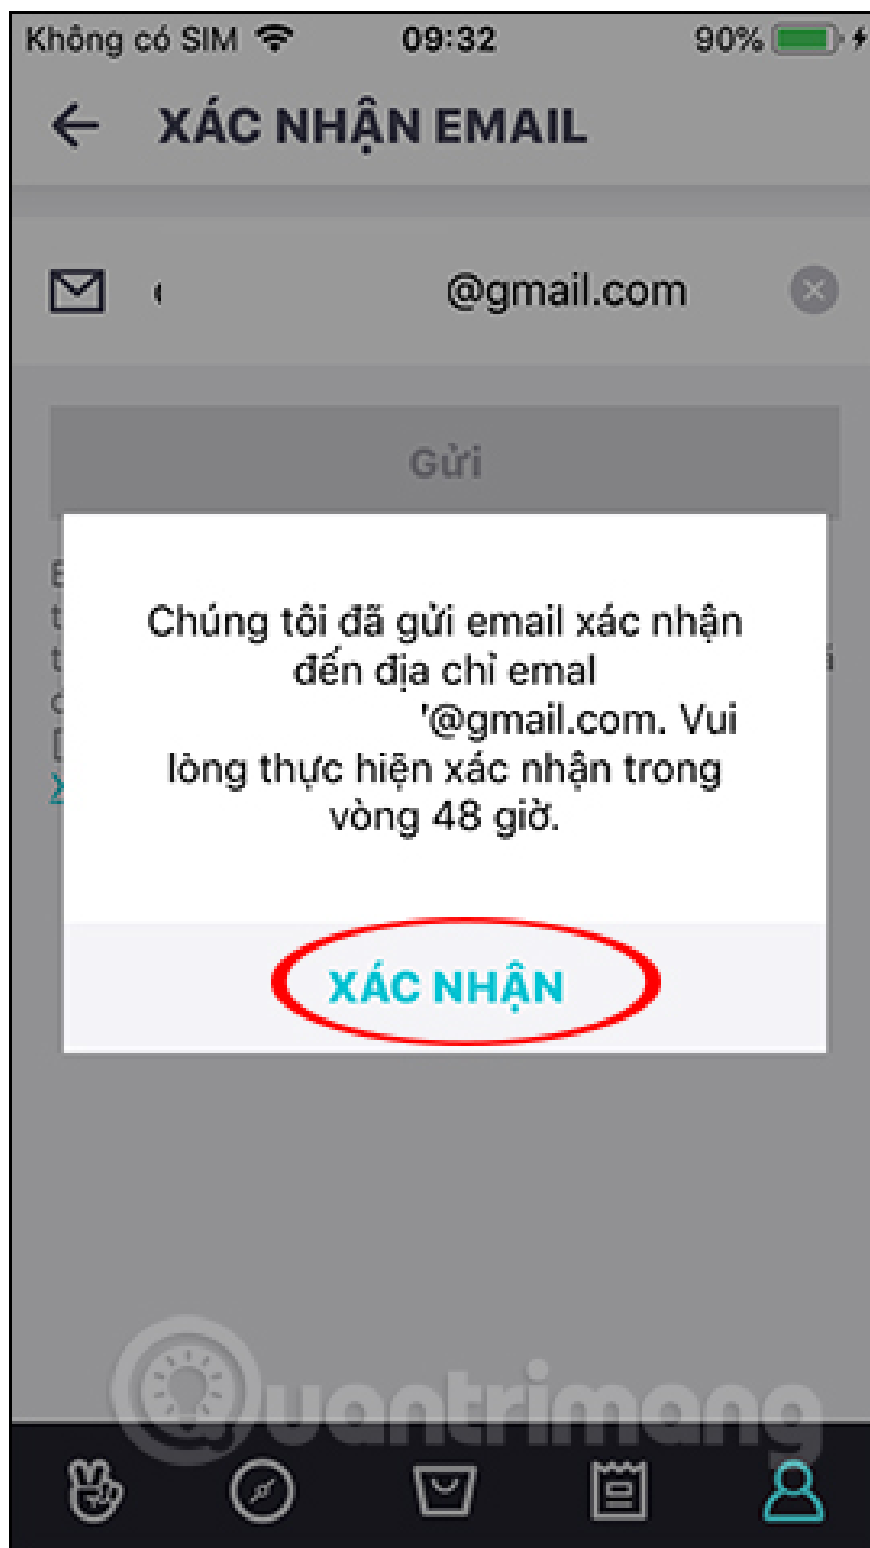 Không có SIM 09:32 90%
XÁC NHẬN EMAIL
@gmail.com
Gửi
Chúng tôi đã gửi email xác nhận
đến địa chỉ emal
'@gmail.com. Vui
lòng thực hiện xác nhận trong
vòng 48 giờ.
XÁC NHẬN
Quantrimang